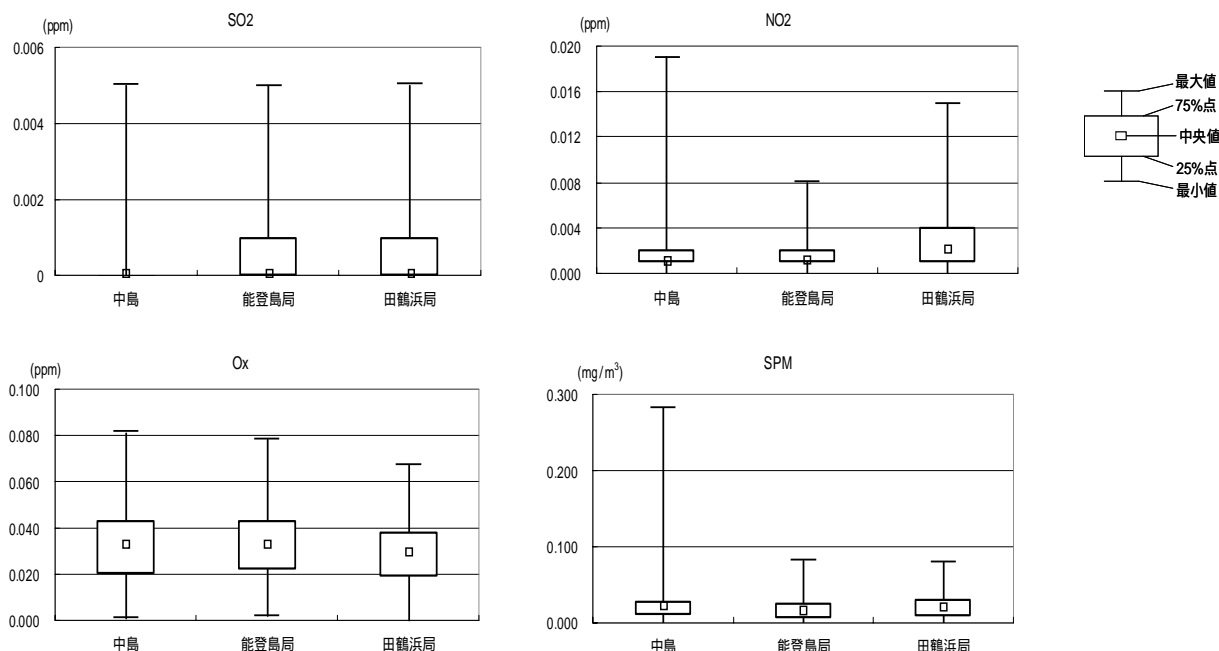 SO2
(ppm)
0.006
0.004
0.002
0
中島
能登島局
田鶴浜局
NO2
(ppm)
0.020
0.016
0.012
0.008
0.004
0.000
中島
能登島局
田鶴浜局
最大値
75%点
中央値
25%点
最小値
Ox
(ppm)
0.100
0.080
0.060
0.040
0.020
0.000
中島
能登島局
田鶴浜局
SPM
(mg/m³)
0.300
0.200
0.100
0.000
中島
能登島局
田鶴浜局